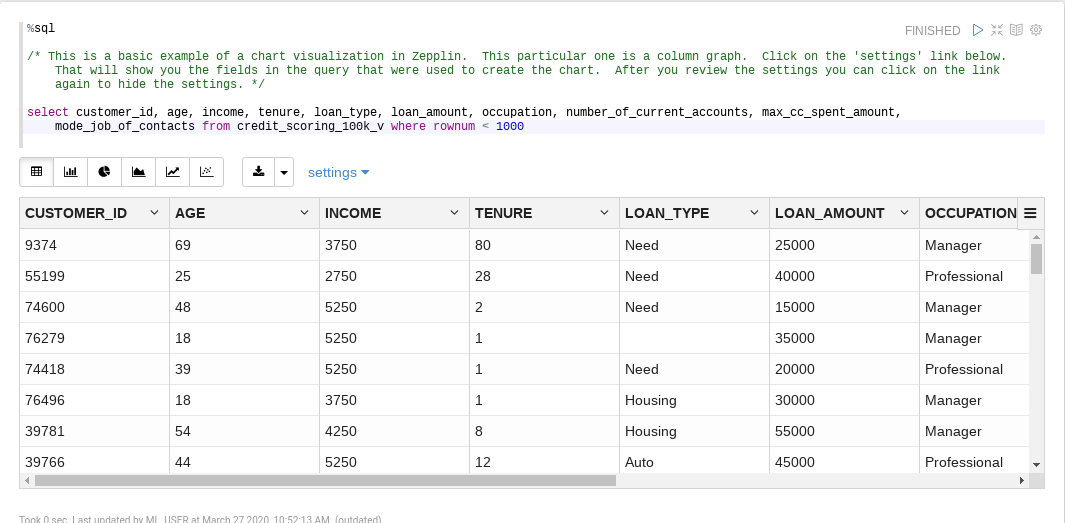 %sql
FINISHED
/* This is a basic example of a chart visualization in Zepplin.  This particular one is a column graph.  Click on the 'settings' link below.
That will show you the fields in the query that were used to create the chart.  After you review the settings you can click on the link
again to hide the settings. */
select customer_id, age, income, tenure, loan_type, loan_amount, occupation, number_of_current_accounts, max_cc_spent_amount,
mode_job_of_contacts from credit_scoring_100k_v where rownum < 1000
settings
CUSTOMER_ID AGE INCOME TENURE LOAN_TYPE LOAN_AMOUNT OCCUPATION
9374 69 3750 80 Need 25000 Manager
55199 25 2750 28 Need 40000 Professional
74600 48 5250 2 Need 15000 Manager
76279 18 5250 1 35000 Manager
74418 39 5250 1 Need 20000 Professional
76496 18 3750 1 Housing 30000 Manager
39781 54 4250 8 Housing 55000 Manager
39766 44 5250 12 Auto 45000 Professional
Took 0 sec. Last updated by ML_USER at March 27 2020, 10:52:13 AM. (outdated)